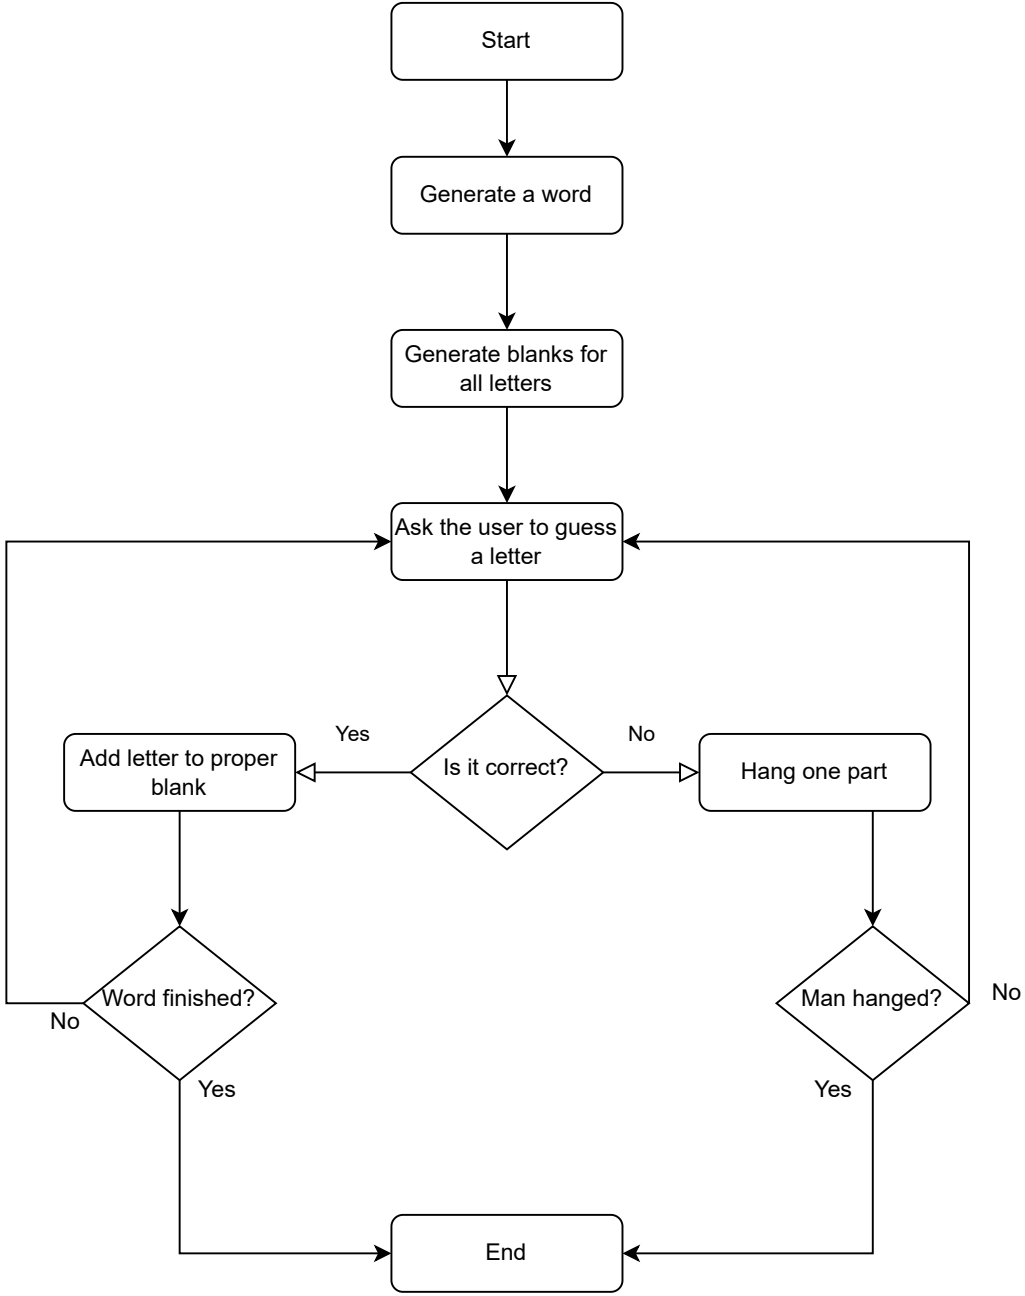 Start
Generate a word
Generate blanks for
all letters
Ask the user to guess
a letter
Yes
No
Add letter to proper
blank
Is it correct?
Hang one part
Word finished?
Man hanged?
No
No
Yes
Yes
End